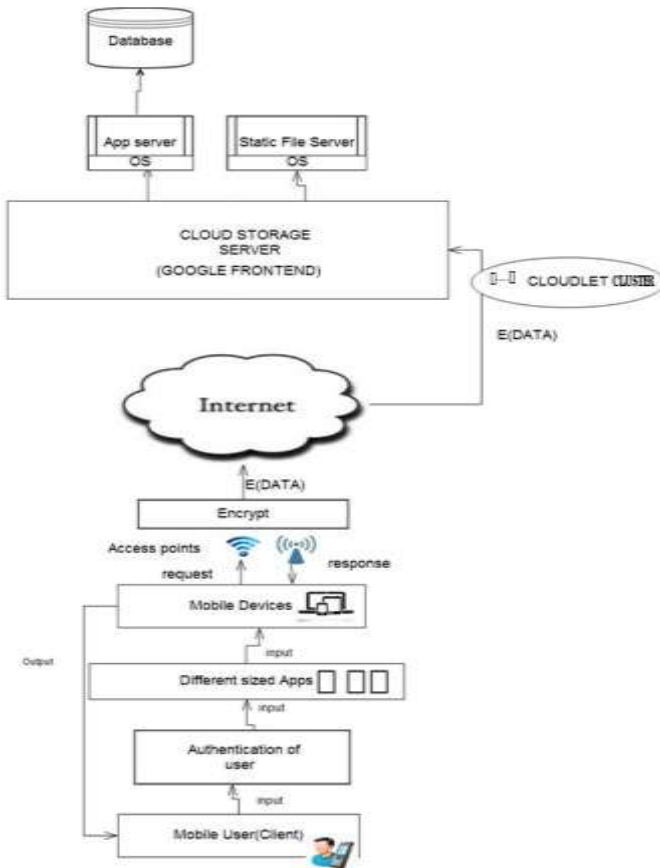 Database
App server
OS
Static File Server
OS
CLOUD STORAGE
SERVER
(GOOGLE FRONTEND)
CLOUDLET CLUSTER
E(DATA)
Internet
E(DATA)
Encrypt
Access points
request
response
Mobile Devices
Output
input
Different sized Apps
input
Authentication of
user
input
Mobile User(Client)